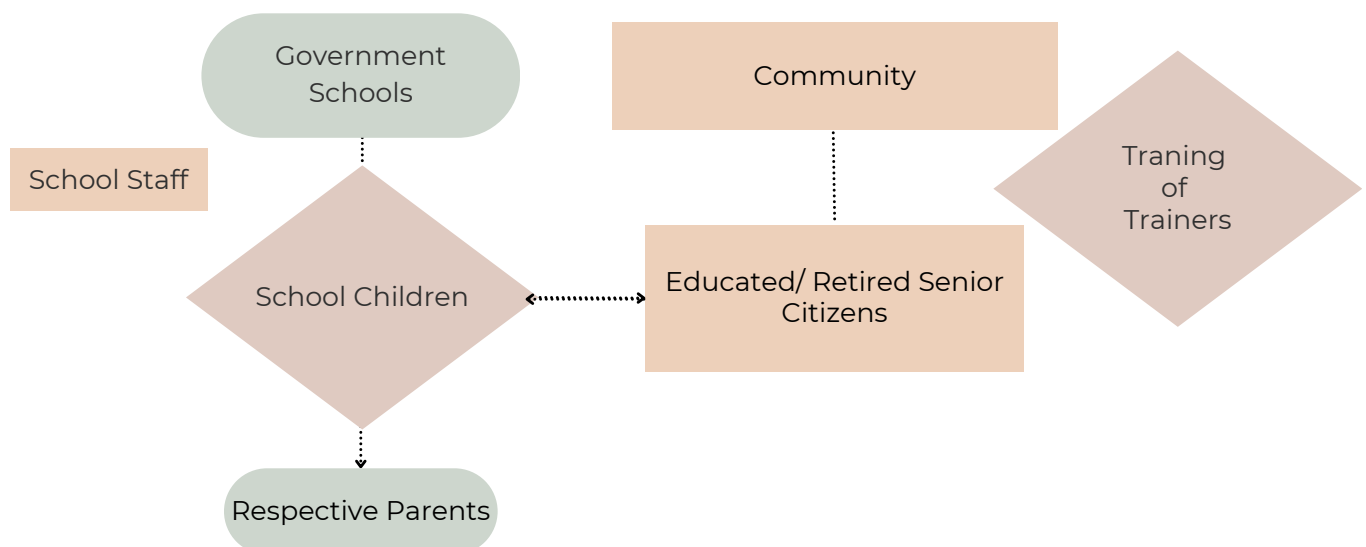 Government
Schools
Community
Traning
of
Trainers
School Staff
School Children
Educated/ Retired Senior
Citizens
Respective Parents